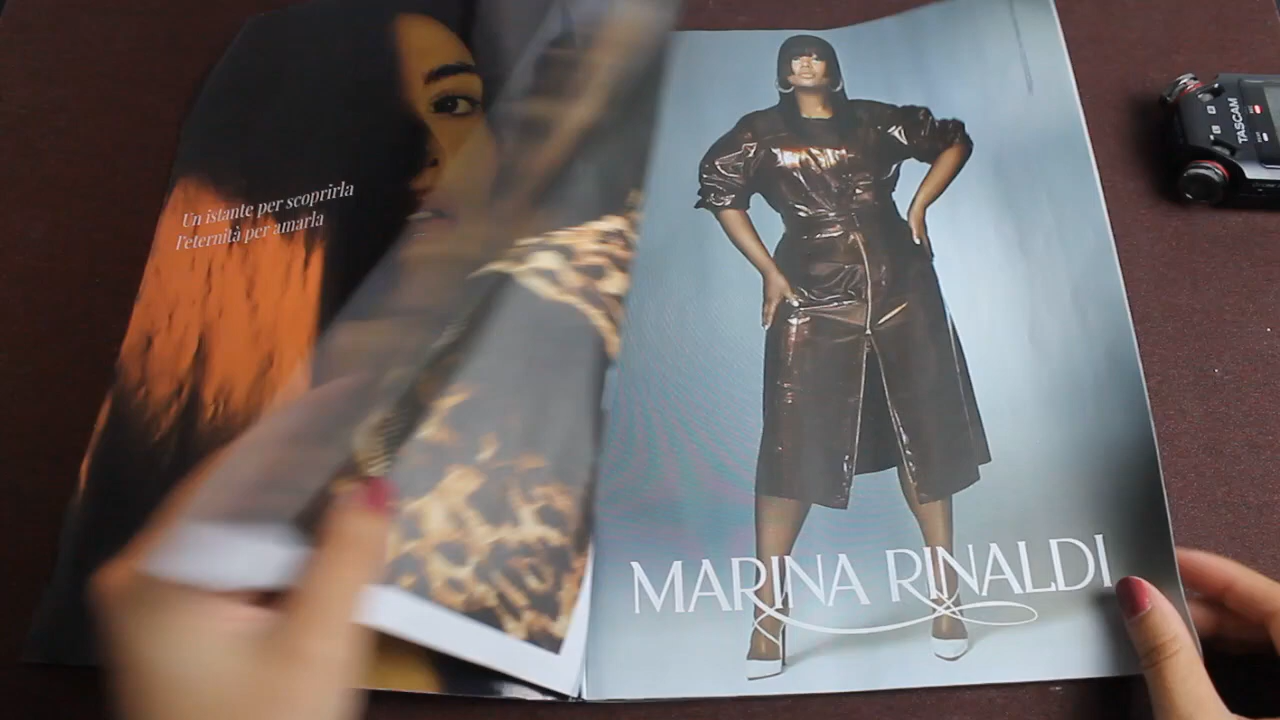 Un istante per scoprirla
l'eternità per amarla
MARINA RINALDI
TASCAM